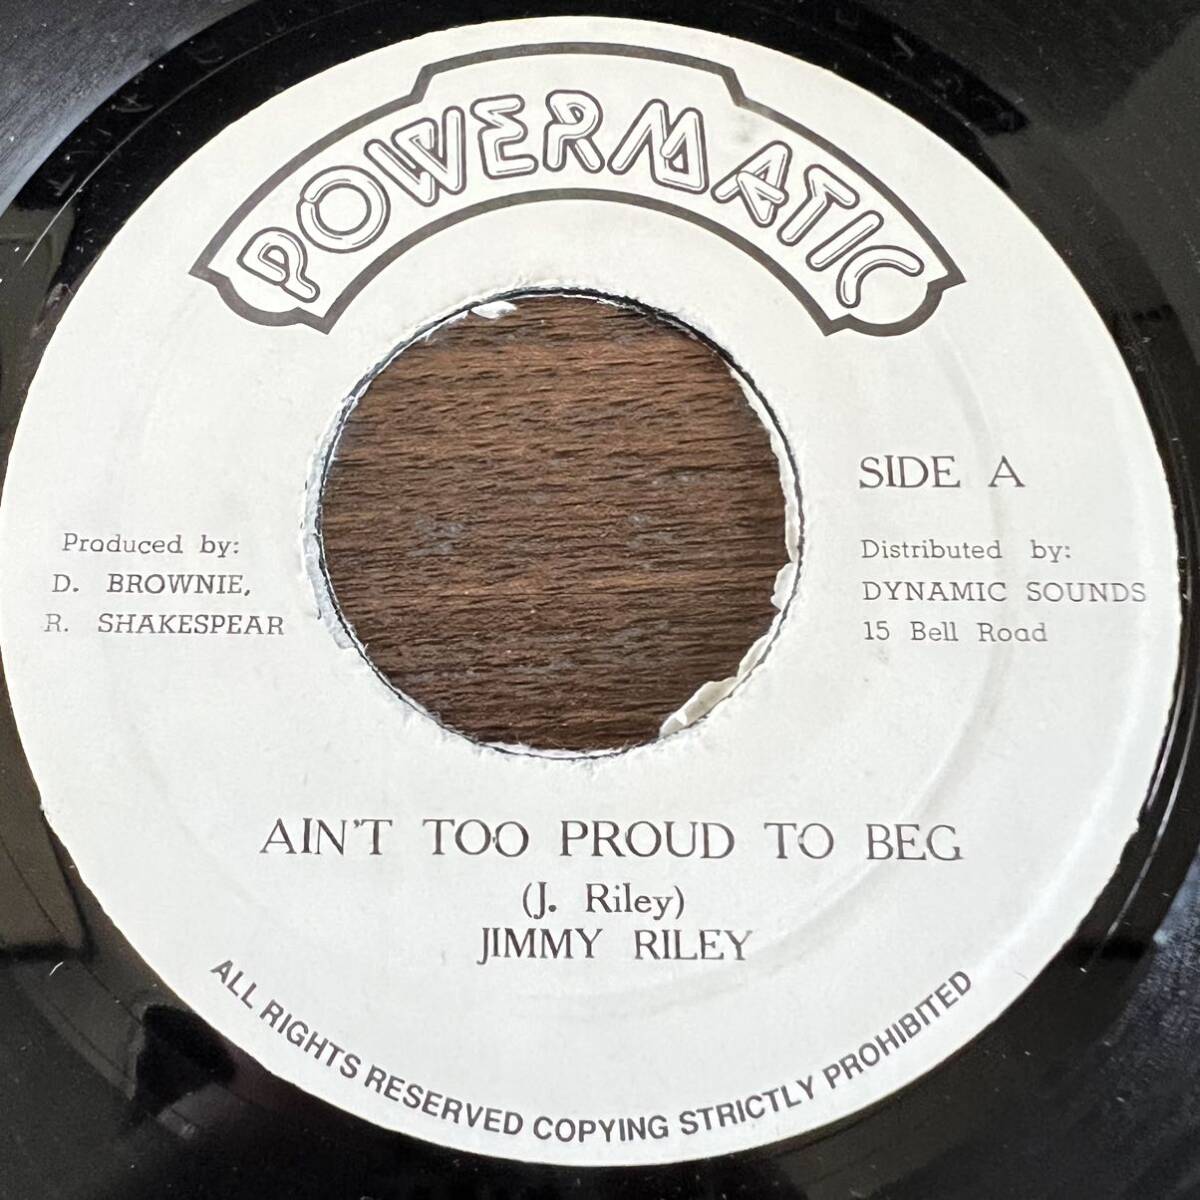 POWERMATIC
SIDE A
Produced by:
D. BROWNIE,
R. SHAKESPEAR
Distributed by:
DYNAMIC SOUNDS
15 Bell Road
AIN'T TOO PROUD TO BEG
(J. Riley)
JIMMY RILEY
ALL RIGHTS RESERVED COPYING STRICTLY PROHIBITED